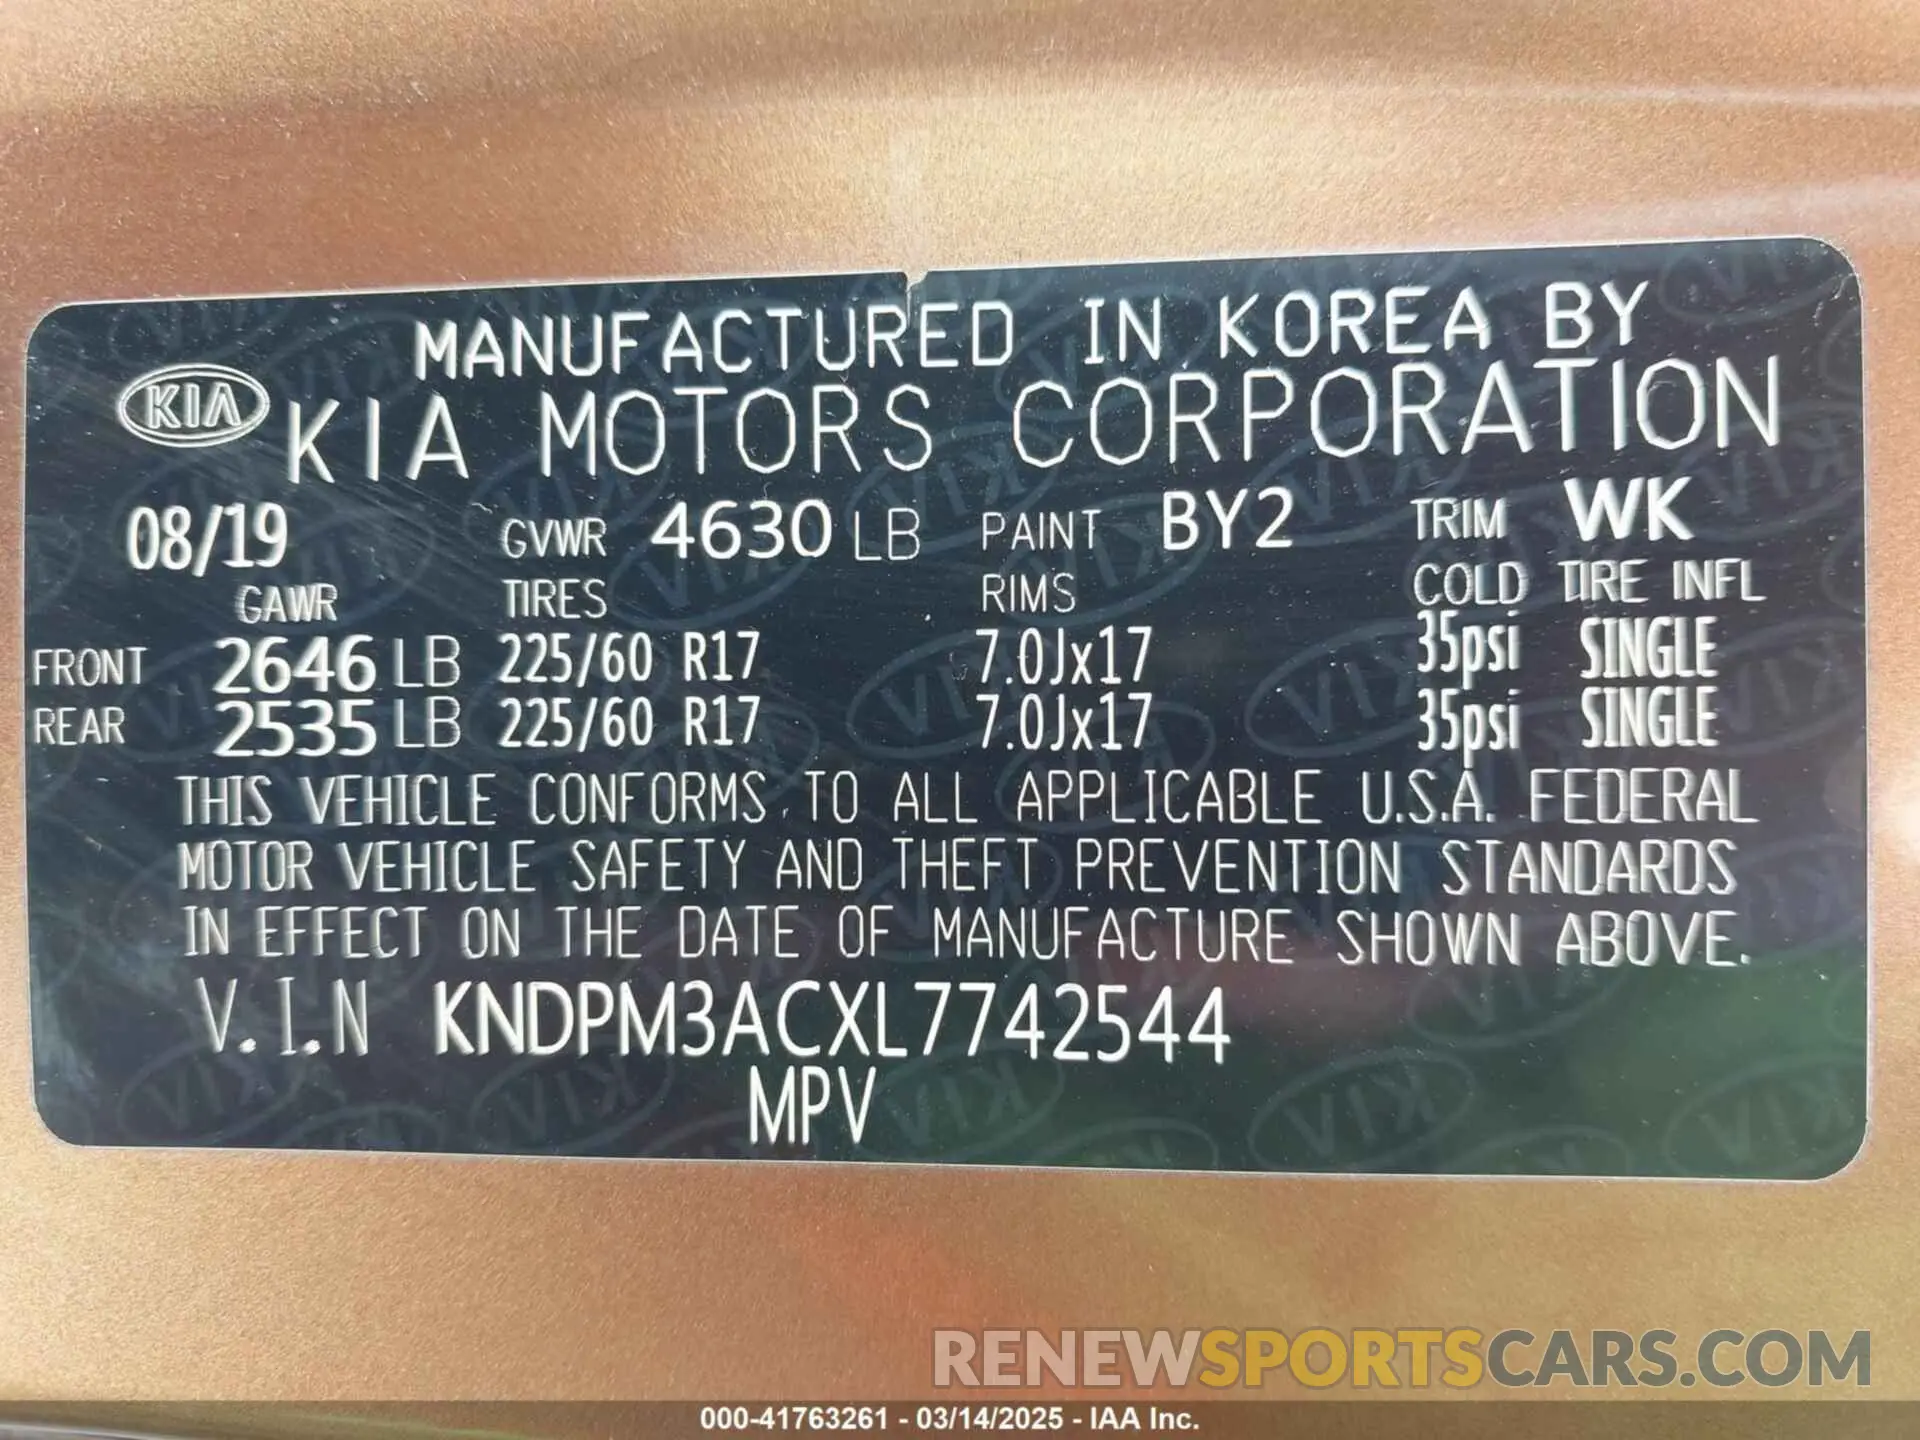 MANUFACTURED IN KOREA BY
KIA KIA MOTORS CORPORATION
08/19 GVWR 4630 LB PAINT BY2 TRIM WK
GAWR TIRES RIMS COLD TIRE INFL
FRONT 2646 LB 225/60 R17 7.0Jx17 35psi SINGLE
REAR 2535 LB 225/60 R17 7.0Jx17 35psi SINGLE
THIS VEHICLE CONFORMS TO ALL APPLICABLE U.S.A. FEDERAL
MOTOR VEHICLE SAFETY AND THEFT PREVENTION STANDARDS
IN EFFECT ON THE DATE OF MANUFACTURE SHOWN ABOVE.
V.I.N KNDPM3ACXL7742544
MPV
RENEWSPORTSCARS.COM
000-41763261 - 03/14/2025 - IAA Inc.